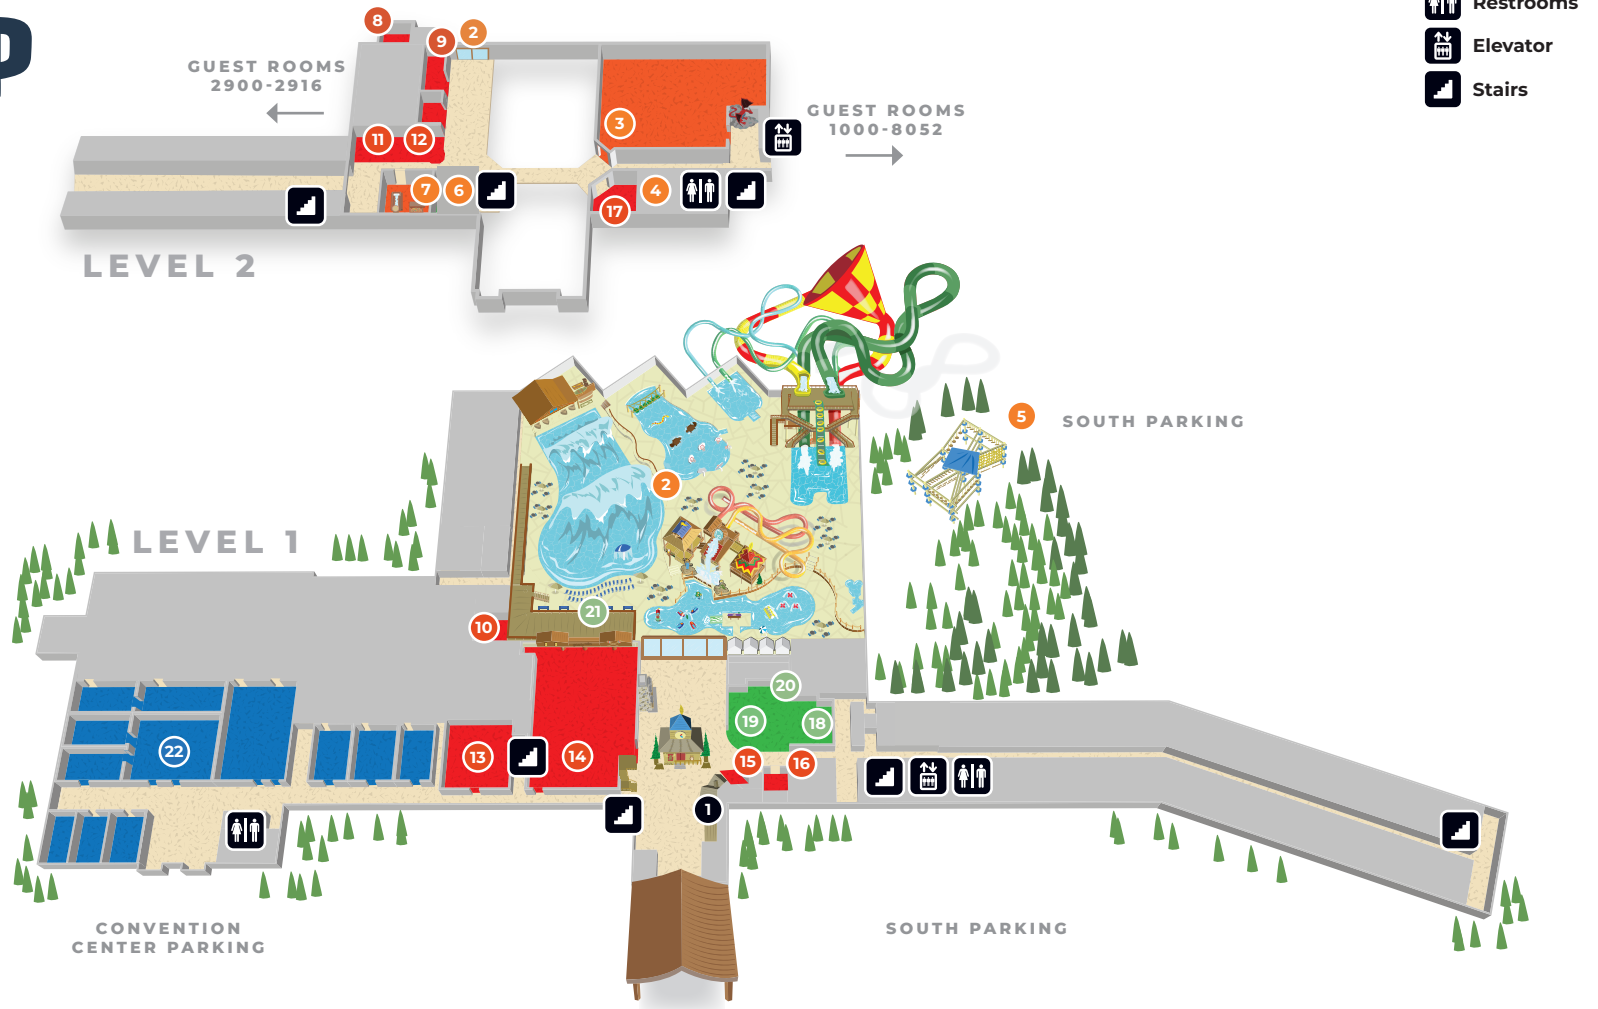 Restrooms
Elevator
Stairs
8
9
2
GUEST ROOMS
2900-2916
3
GUEST ROOMS
1000-8052
11
12
7
6
4
17
LEVEL 2
5
SOUTH PARKING
2
LEVEL 1
21
10
20
19
18
22
13
14
15
16
1
CONVENTION
CENTER PARKING
SOUTH PARKING